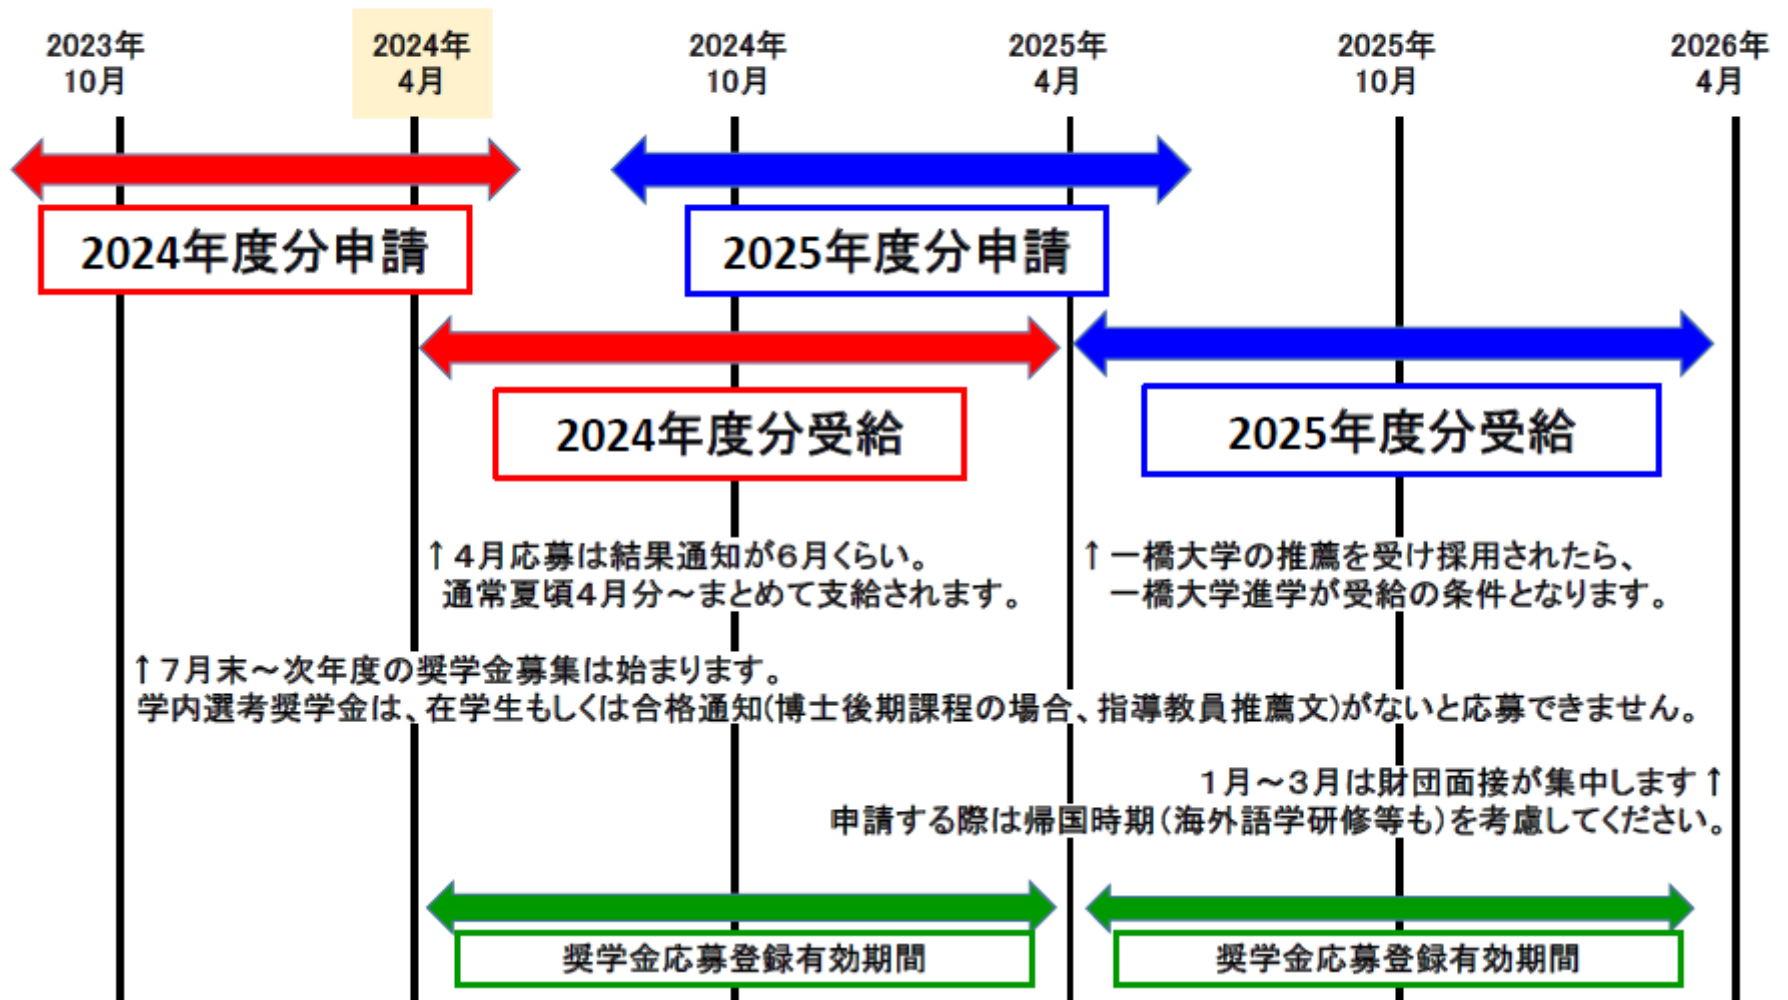 2023年
10月
2024年
4月
2024年
10月
2025年
4月
2025年
10月
2026年
4月
2024年度分申請
2025年度分申請
2024年度分受給
2025年度分受給
↑４月応募は結果通知が６月くらい。
通常夏頃４月分～まとめて支給されます。
↑一橋大学の推薦を受け採用されたら、
一橋大学進学が受給の条件となります。
↑７月末～次年度の奨学金募集は始まります。
学内選考奨学金は、在学生もしくは合格通知(博士後期課程の場合、指導教員推薦文)がないと応募できません。
１月～３月は財団面接が集中します↑
申請する際は帰国時期（海外語学研修等も）を考慮してください。
奨学金応募登録有効期間
奨学金応募登録有効期間